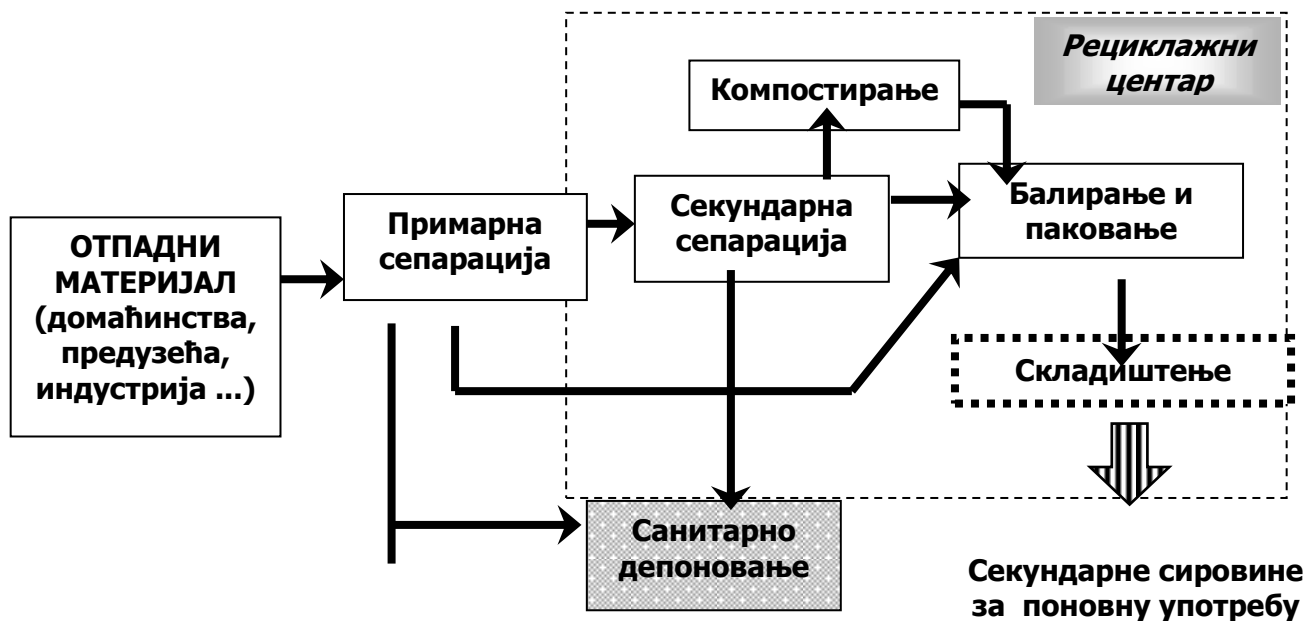 Рециклажни
центар
Компостирање
Балирање и
паковање
Секундарна
сепарација
Примарна
сепарација
ОТПАДНИ
МАТЕРИЈАЛ
(домаћинства,
предузећа,
индустрија ...)
Складиштење
Санитарно
депоновање
Секундарне сировине
за поновну употребу